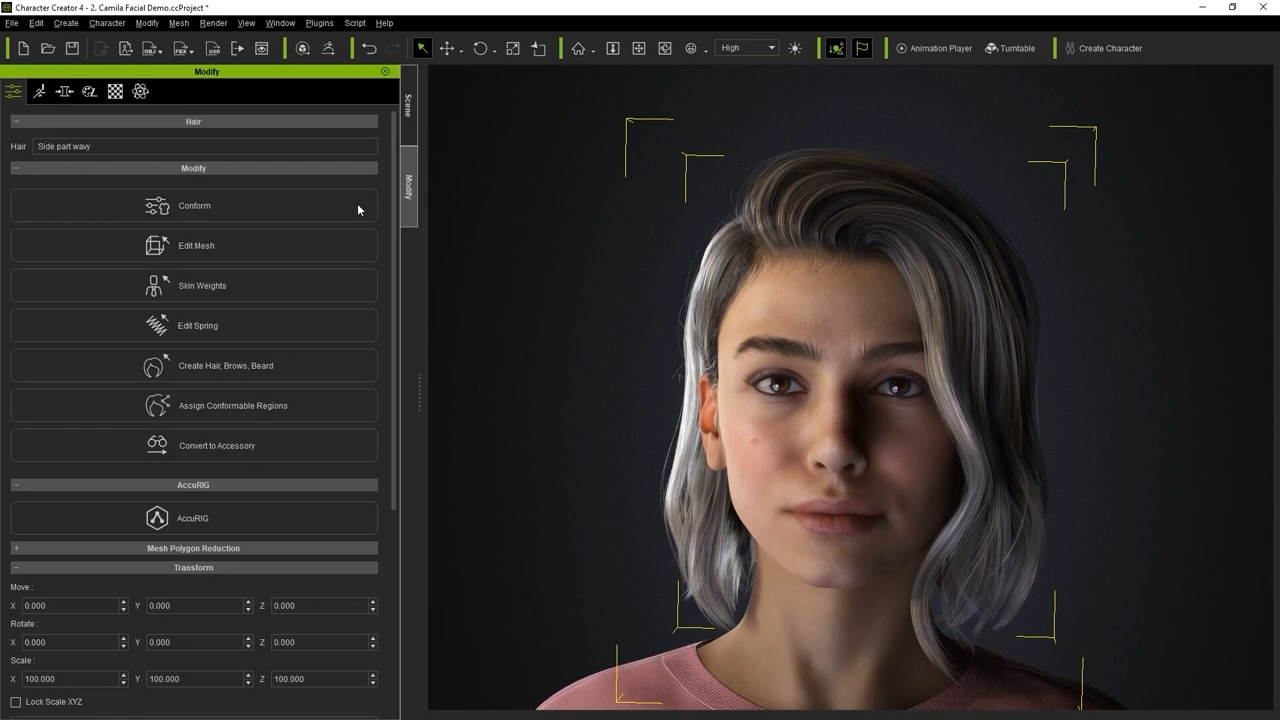 Character Creator 4 - 2. Camila Facial Demo.ccProject *
File Edit Create Character Modify Mesh Render View Window Plugins Script Help
High Animation Player Turntable Create Character
Modify
Scene
Modify
Hair
Hair Side part wavy
Modify
Conform
Edit Mesh
Skin Weights
Edit Spring
Create Hair, Brows, Beard
Assign Conformable Regions
Convert to Accessory
AccuRIG
AccuRIG
Mesh Polygon Reduction
Transform
Move :
X 0.000 Y 0.000 Z 0.000
Rotate :
X 0.000 Y 0.000 Z 0.000
Scale :
X 100.000 Y 100.000 Z 100.000
Lock Scale XYZ